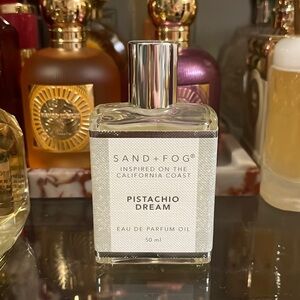 SAND + FOG®
INSPIRED ON THE
CALIFORNIA COAST
PISTACHIO
DREAM
EAU DE PARFUM OIL
50 ml